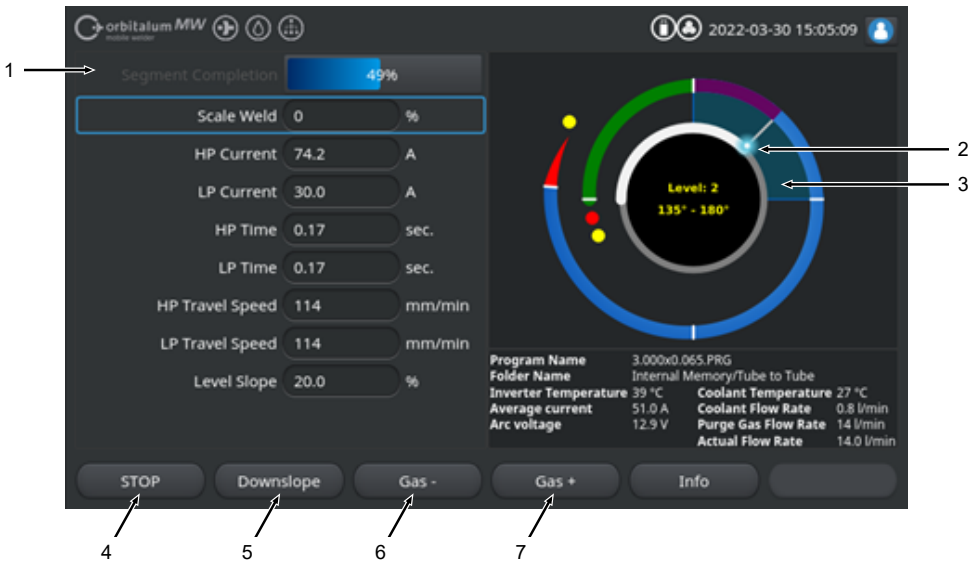 orbitalum MW
mobile welder
2022-03-30 15:05:09
1
Segment Completion 49%
Scale Weld 0 %
HP Current 74.2 A
LP Current 30.0 A
HP Time 0.17 sec.
LP Time 0.17 sec.
HP Travel Speed 114 mm/min
LP Travel Speed 114 mm/min
Level Slope 20.0 %
Level: 2
135° - 180°
2
3
Program Name 3.000x0.065.PRG
Folder Name Internal Memory/Tube to Tube
Inverter Temperature 39 °C Coolant Temperature 27 °C
Average current 51.0 A Coolant Flow Rate 0.8 l/min
Arc voltage 12.9 V Purge Gas Flow Rate 14 l/min
Actual Flow Rate 14.0 l/min
STOP Downslope Gas - Gas + Info
4 5 6 7